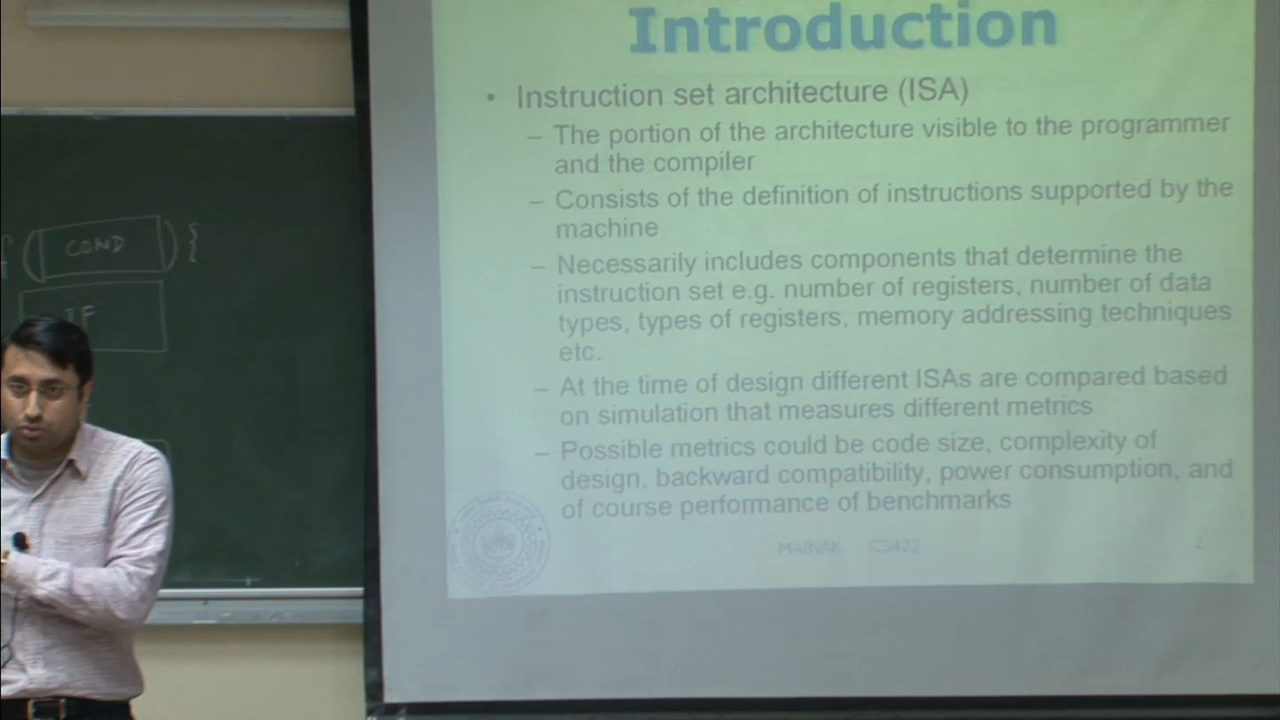 Introduction
• Instruction set architecture (ISA)
– The portion of the architecture visible to the programmer
and the compiler
– Consists of the definition of instructions supported by the
machine
– Necessarily includes components that determine the
instruction set e.g. number of registers, number of data
types, types of registers, memory addressing techniques
etc.
– At the time of design different ISAs are compared based
on simulation that measures different metrics
– Possible metrics could be code size, complexity of
design, backward compatibility, power consumption, and
of course performance of benchmarks
MAINAK CS422 2
( COND ) {
IF